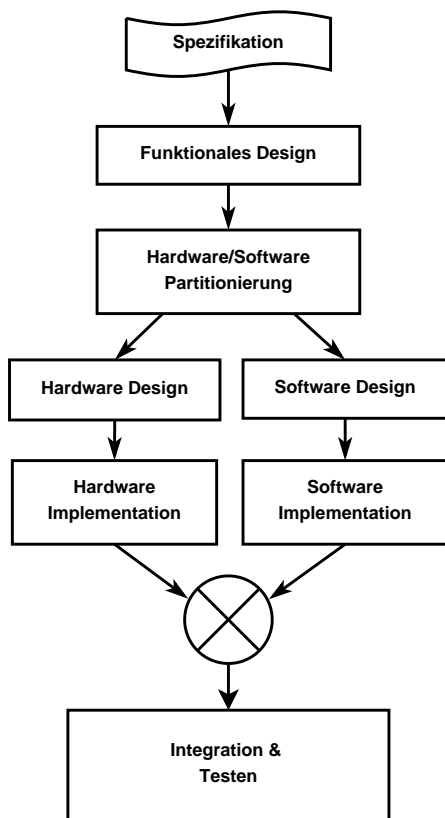 Spezifikation
Funktionales Design
Hardware/Software
Partitionierung
Hardware Design
Software Design
Hardware
Implementation
Software
Implementation
Integration &
Testen